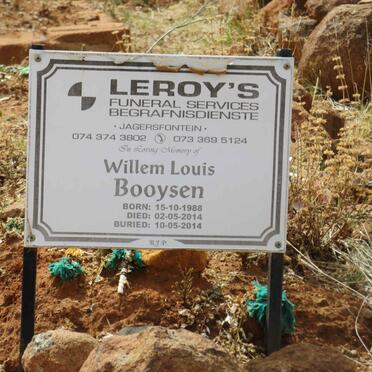 LEROY'S
FUNERAL SERVICES
BEGRAFNISDIENSTE
· JAGERSFONTEIN ·
074 374 3802 073 369 5124
In Loving Memory of
Willem Louis
Booysen
BORN: 15-10-1988
DIED: 02-05-2014
BURIED: 10-05-2014
R.I.P.